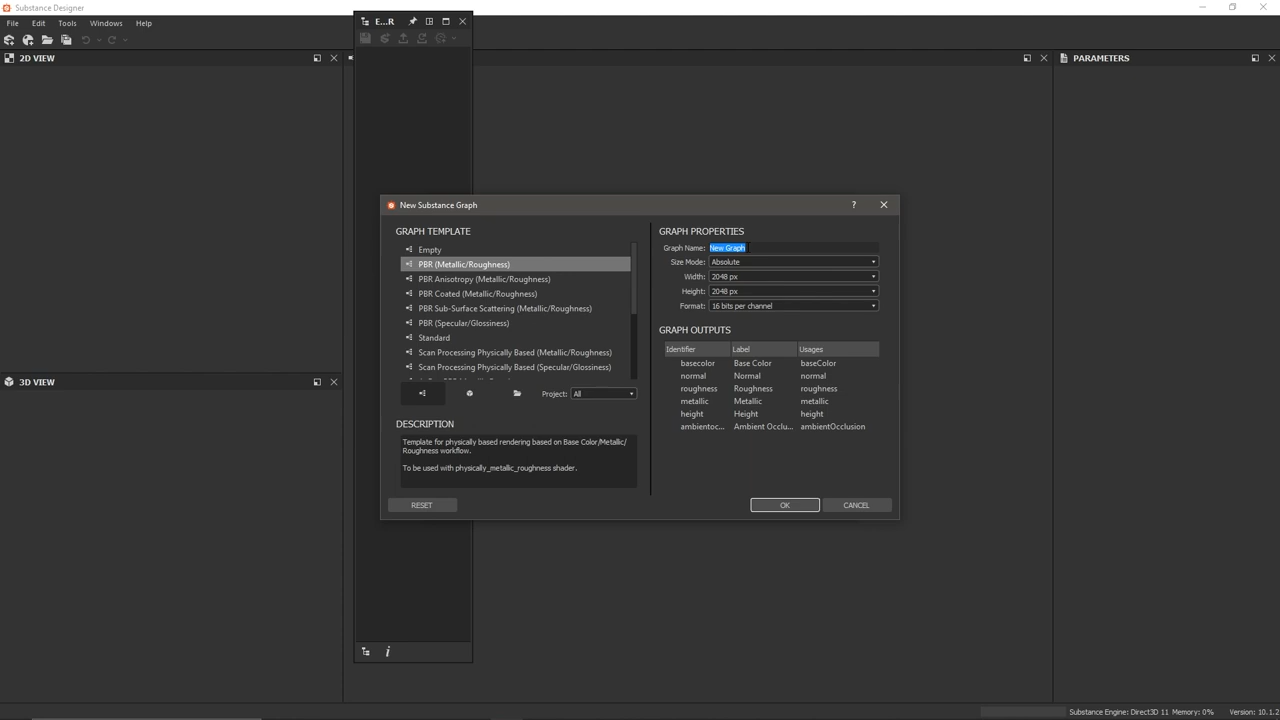 Substance Designer
File Edit Tools Windows Help
E...R
2D VIEW
PARAMETERS
3D VIEW
New Substance Graph
?
GRAPH TEMPLATE
Empty
PBR (Metallic/Roughness)
PBR Anisotropy (Metallic/Roughness)
PBR Coated (Metallic/Roughness)
PBR Sub-Surface Scattering (Metallic/Roughness)
PBR (Specular/Glossiness)
Standard
Scan Processing Physically Based (Metallic/Roughness)
Scan Processing Physically Based (Specular/Glossiness)
Project: All
DESCRIPTION
Template for physically based rendering based on Base Color/Metallic/
Roughness workflow.
To be used with physically_metallic_roughness shader.
RESET
GRAPH PROPERTIES
Graph Name: New Graph
Size Mode: Absolute
Width: 2048 px
Height: 2048 px
Format: 16 bits per channel
GRAPH OUTPUTS
Identifier Label Usages
basecolor Base Color baseColor
normal Normal normal
roughness Roughness roughness
metallic Metallic metallic
height Height height
ambientoc... Ambient Occlu... ambientOcclusion
OK CANCEL
i
Substance Engine: Direct3D 11 Memory: 0% Version: 10.1.2